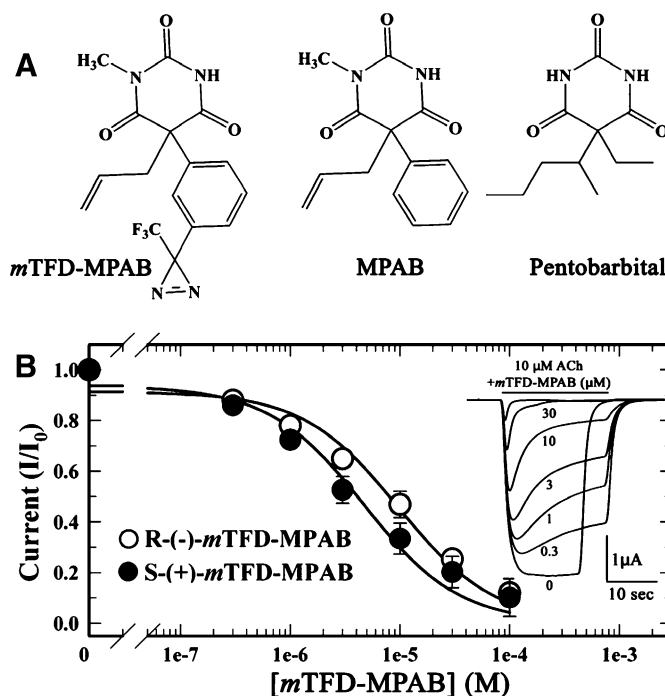 A
O
H₃C
N
NH
O
O
F₃C
N
N
mTFD-MPAB
O
H₃C
N
NH
O
O
MPAB
O
NH
NH
O
O
Pentobarbital
B
Current (I/I₀)
1.0
0.8
0.6
0.4
0.2
0.0
R-(-)-mTFD-MPAB
S-(+)-mTFD-MPAB
10 µM ACh
+mTFD-MPAB (µM)
30
10
3
1
0.3
0
1µA
10 sec
0 1e-7 1e-6 1e-5 1e-4 1e-3
[mTFD-MPAB] (M)